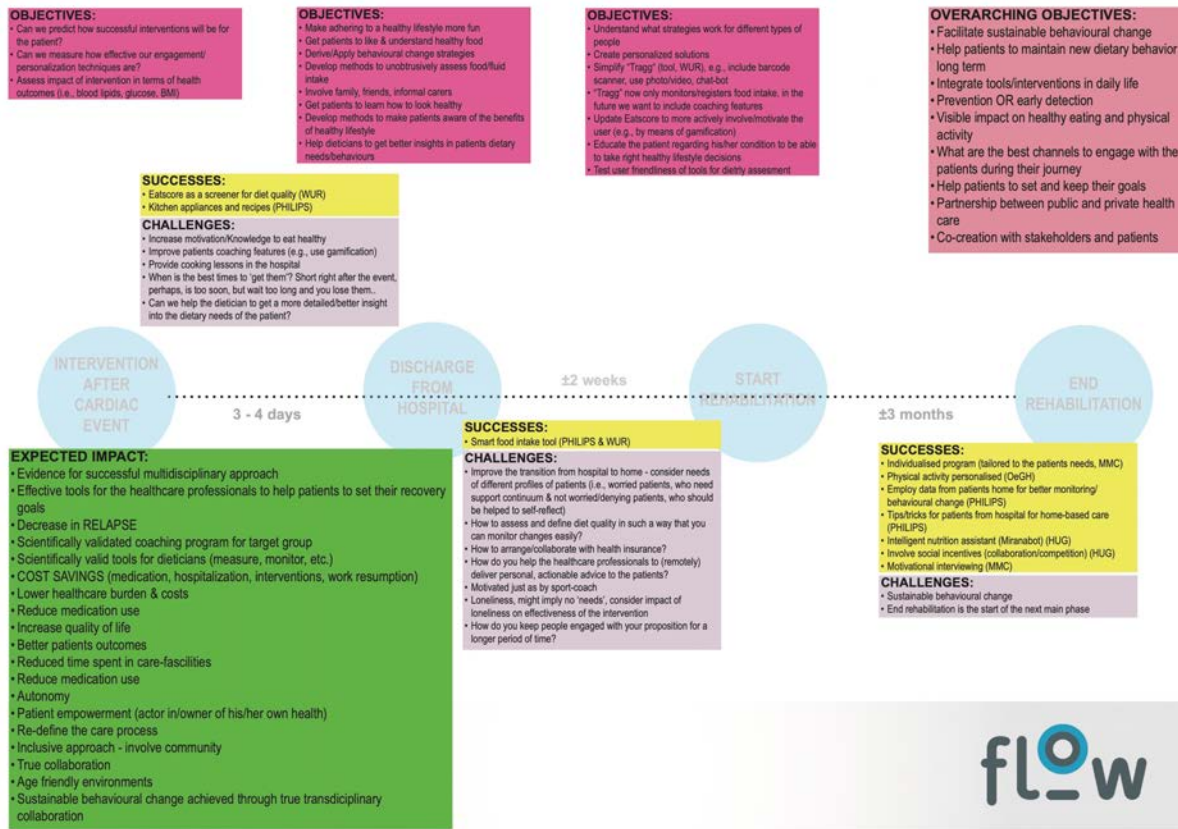 OBJECTIVES:
• Can we predict how successful interventions will be for
the patient?
• Can we measure how effective our engagement/
personalization techniques are?
• Assess impact of intervention in terms of health
outcomes (i.e., blood lipids, glucose, BMI)
OBJECTIVES:
• Make adhering to a healthy lifestyle more fun
• Get patients to like & understand healthy food
• Derive/Apply behavioural change strategies
• Develop methods to unobtrusively assess food/fluid
intake
• Involve family, friends, informal carers
• Get patients to learn how to look healthy
• Develop methods to make patients aware of the benefits
of healthy lifestyle
• Help dieticians to get better insights in patients dietary
needs/behaviours
OBJECTIVES:
• Understand what strategies work for different types of
people
• Create personalized solutions
• Simplify "Tragg" (tool, WUR), e.g., include barcode
scanner, use photo/video, chat-bot
• "Tragg" now only monitors/registers food intake, in the
future we want to include coaching features
• Update Eatscore to more actively involve/motivate the
user (e.g., by means of gamification)
• Educate the patient regarding his/her condition to be able
to take right healthy lifestyle decisions
• Test user friendliness of tools for dietrly assesment
OVERARCHING OBJECTIVES:
• Facilitate sustainable behavioural change
• Help patients to maintain new dietary behavior
long term
• Integrate tools/interventions in daily life
• Prevention OR early detection
• Visible impact on healthy eating and physical
activity
• What are the best channels to engage with the
patients during their journey
• Help patients to set and keep their goals
• Partnership between public and private health
care
• Co-creation with stakeholders and patients
SUCCESSES:
• Eatscore as a screener for diet quality (WUR)
• Kitchen appliances and recipes (PHILIPS)
CHALLENGES:
• Increase motivation/Knowledge to eat healthy
• Improve patients coaching features (e.g., use gamification)
• Provide cooking lessons in the hospital
• When is the best times to 'get them'? Short right after the event,
perhaps, is too soon, but wait too long and you lose them..
• Can we help the dietician to get a more detailed/better insight
into the dietary needs of the patient?
INTERVENTION
AFTER
CARDIAC
EVENT
3 - 4 days
DISCHARGE
FROM
HOSPITAL
±2 weeks
START
REHABILITATION
±3 months
END
REHABILITATION
EXPECTED IMPACT:
• Evidence for successful multidisciplinary approach
• Effective tools for the healthcare professionals to help patients to set their recovery
goals
• Decrease in RELAPSE
• Scientifically validated coaching program for target group
• Scientifically valid tools for dieticians (measure, monitor, etc.)
• COST SAVINGS (medication, hospitalization, interventions, work resumption)
• Lower healthcare burden & costs
• Reduce medication use
• Increase quality of life
• Better patients outcomes
• Reduced time spent in care-fascilities
• Reduce medication use
• Autonomy
• Patient empowerment (actor in/owner of his/her own health)
• Re-define the care process
• Inclusive approach - involve community
• True collaboration
• Age friendly environments
• Sustainable behavioural change achieved through true transdiciplinary
collaboration
SUCCESSES:
• Smart food intake tool (PHILIPS & WUR)
CHALLENGES:
• Improve the transition from hospital to home - consider needs
of different profiles of patients (i.e., worried patients, who need
support continuum & not worried/denying patients, who should
be helped to self-reflect)
• How to assess and define diet quality in such a way that you
can monitor changes easily?
• How to arrange/collaborate with health insurance?
• How do you help the healthcare professionals to (remotely)
deliver personal, actionable advice to the patients?
• Motivated just as by sport-coach
• Loneliness, might imply no 'needs', consider impact of
loneliness on effectiveness of the intervention
• How do you keep people engaged with your proposition for a
longer period of time?
SUCCESSES:
• Individualised program (tailored to the patients needs, MMC)
• Physical activity personalised (OeGH)
• Employ data from patients home for better monitoring/
behavioural change (PHILIPS)
• Tips/tricks for patients from hospital for home-based care
(PHILIPS)
• Intelligent nutrition assistant (Miranabot) (HUG)
• Involve social incentives (collaboration/competition) (HUG)
• Motivational interviewing (MMC)
CHALLENGES:
• Sustainable behavioural change
• End rehabilitation is the start of the next main phase
flow